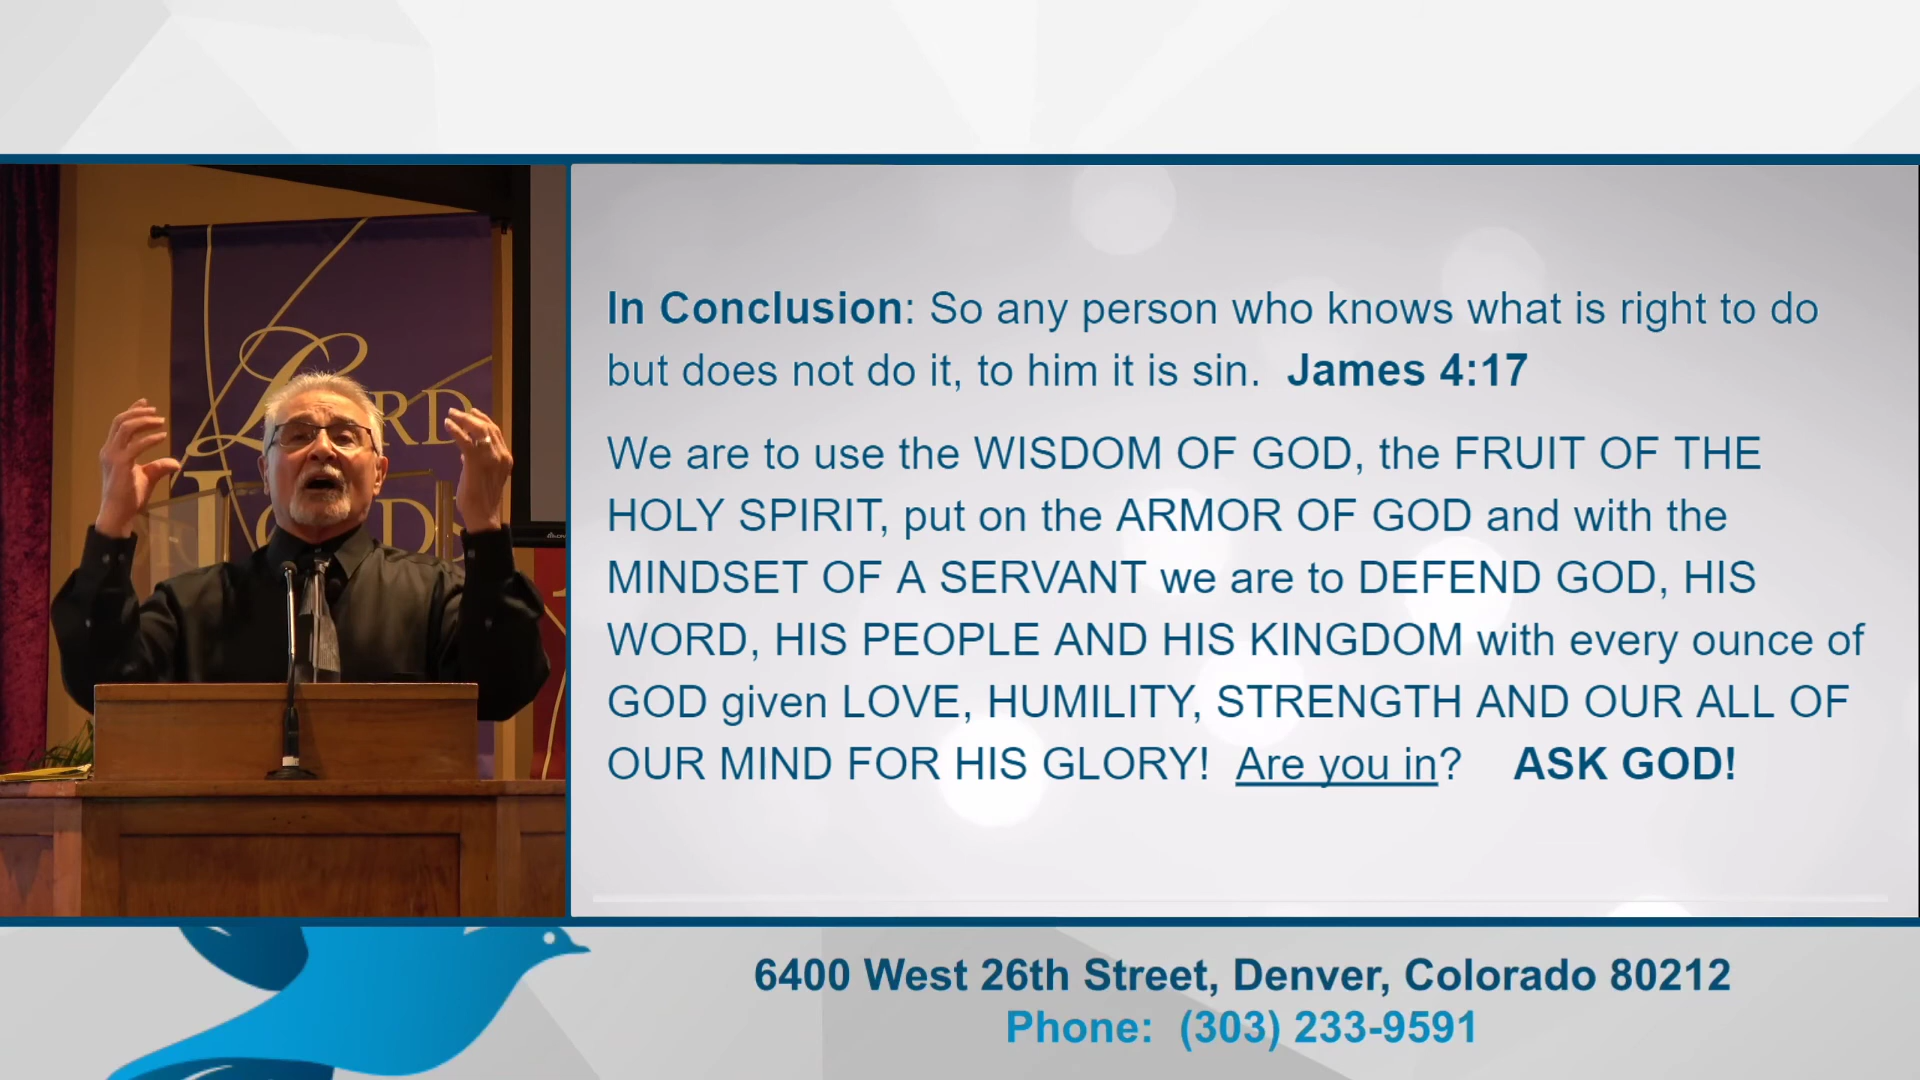 LORD
LORDS
In Conclusion: So any person who knows what is right to do
but does not do it, to him it is sin. James 4:17
We are to use the WISDOM OF GOD, the FRUIT OF THE
HOLY SPIRIT, put on the ARMOR OF GOD and with the
MINDSET OF A SERVANT we are to DEFEND GOD, HIS
WORD, HIS PEOPLE AND HIS KINGDOM with every ounce of
GOD given LOVE, HUMILITY, STRENGTH AND OUR ALL OF
OUR MIND FOR HIS GLORY! Are you in? ASK GOD!
6400 West 26th Street, Denver, Colorado 80212
Phone: (303) 233-9591